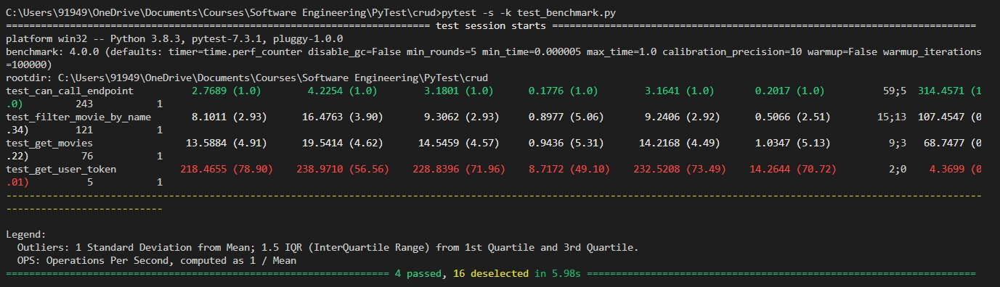 C:\Users\91949\OneDrive\Documents\Courses\Software Engineering\PyTest\crud>pytest -s -k test_benchmark.py
========================================================================= test session starts =========================================================================
platform win32 -- Python 3.8.3, pytest-7.3.1, pluggy-1.0.0
benchmark: 4.0.0 (defaults: timer=time.perf_counter disable_gc=False min_rounds=5 min_time=0.000005 max_time=1.0 calibration_precision=10 warmup=False warmup_iterations
=100000)
rootdir: C:\Users\91949\OneDrive\Documents\Courses\Software Engineering\PyTest\crud
test_can_call_endpoint          2.7689 (1.0)       4.2254 (1.0)        3.1801 (1.0)      0.1776 (1.0)        3.1641 (1.0)      0.2017 (1.0)          59;5  314.4571 (1
.0)        243           1
test_filter_movie_by_name       8.1011 (2.93)     16.4763 (3.90)       9.3062 (2.93)     0.8977 (5.06)       9.2406 (2.92)     0.5066 (2.51)        15;13  107.4547 (0
.34)       121           1
test_get_movies                13.5884 (4.91)     19.5414 (4.62)      14.5459 (4.57)     0.9436 (5.31)      14.2168 (4.49)     1.0347 (5.13)          9;3   68.7477 (0
.22)        76           1
test_get_user_token           218.4655 (78.90)   238.9710 (56.56)    228.8396 (71.96)    8.7172 (49.10)    232.5208 (73.49)   14.2644 (70.72)         2;0    4.3699 (0
.01)          5           1
------------------------------------------------------------------------------------------------------------------------------------------------------------------------
---------------------------
Legend:
Outliers: 1 Standard Deviation from Mean; 1.5 IQR (InterQuartile Range) from 1st Quartile and 3rd Quartile.
OPS: Operations Per Second, computed as 1 / Mean
================================================================== 4 passed, 16 deselected in 5.98s ===================================================================